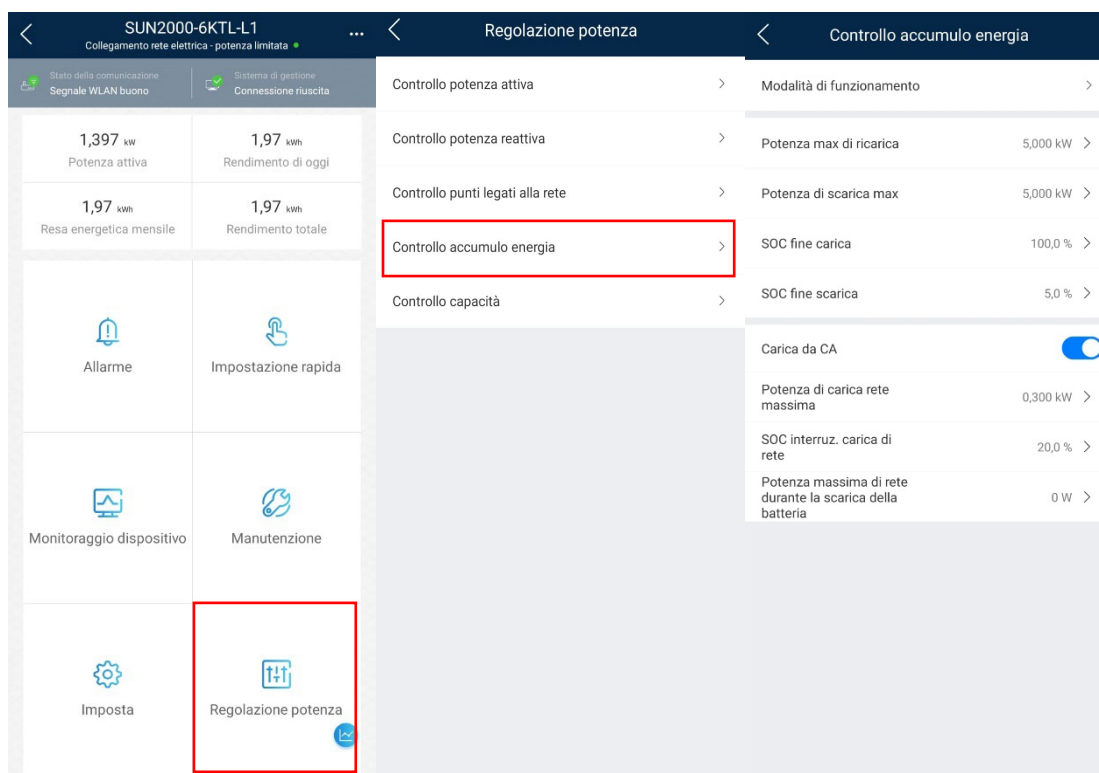 SUN2000-6KTL-L1
Collegamento rete elettrica - potenza limitata
Stato della comunicazione
Segnale WLAN buono
Sistema di gestione
Connessione riuscita
1,397 kW
Potenza attiva
1,97 kWh
Rendimento di oggi
1,97 kWh
Resa energetica mensile
1,97 kWh
Rendimento totale
Allarme
Impostazione rapida
Monitoraggio dispositivo
Manutenzione
Imposta
Regolazione potenza
Regolazione potenza
Controllo potenza attiva
Controllo potenza reattiva
Controllo punti legati alla rete
Controllo accumulo energia
Controllo capacità
Controllo accumulo energia
Modalità di funzionamento
Potenza max di ricarica 5,000 kW
Potenza di scarica max 5,000 kW
SOC fine carica 100,0 %
SOC fine scarica 5,0 %
Carica da CA
Potenza di carica rete
massima
0,300 kW
SOC interruz. carica di
rete
20,0 %
Potenza massima di rete
durante la scarica della
batteria
0 W